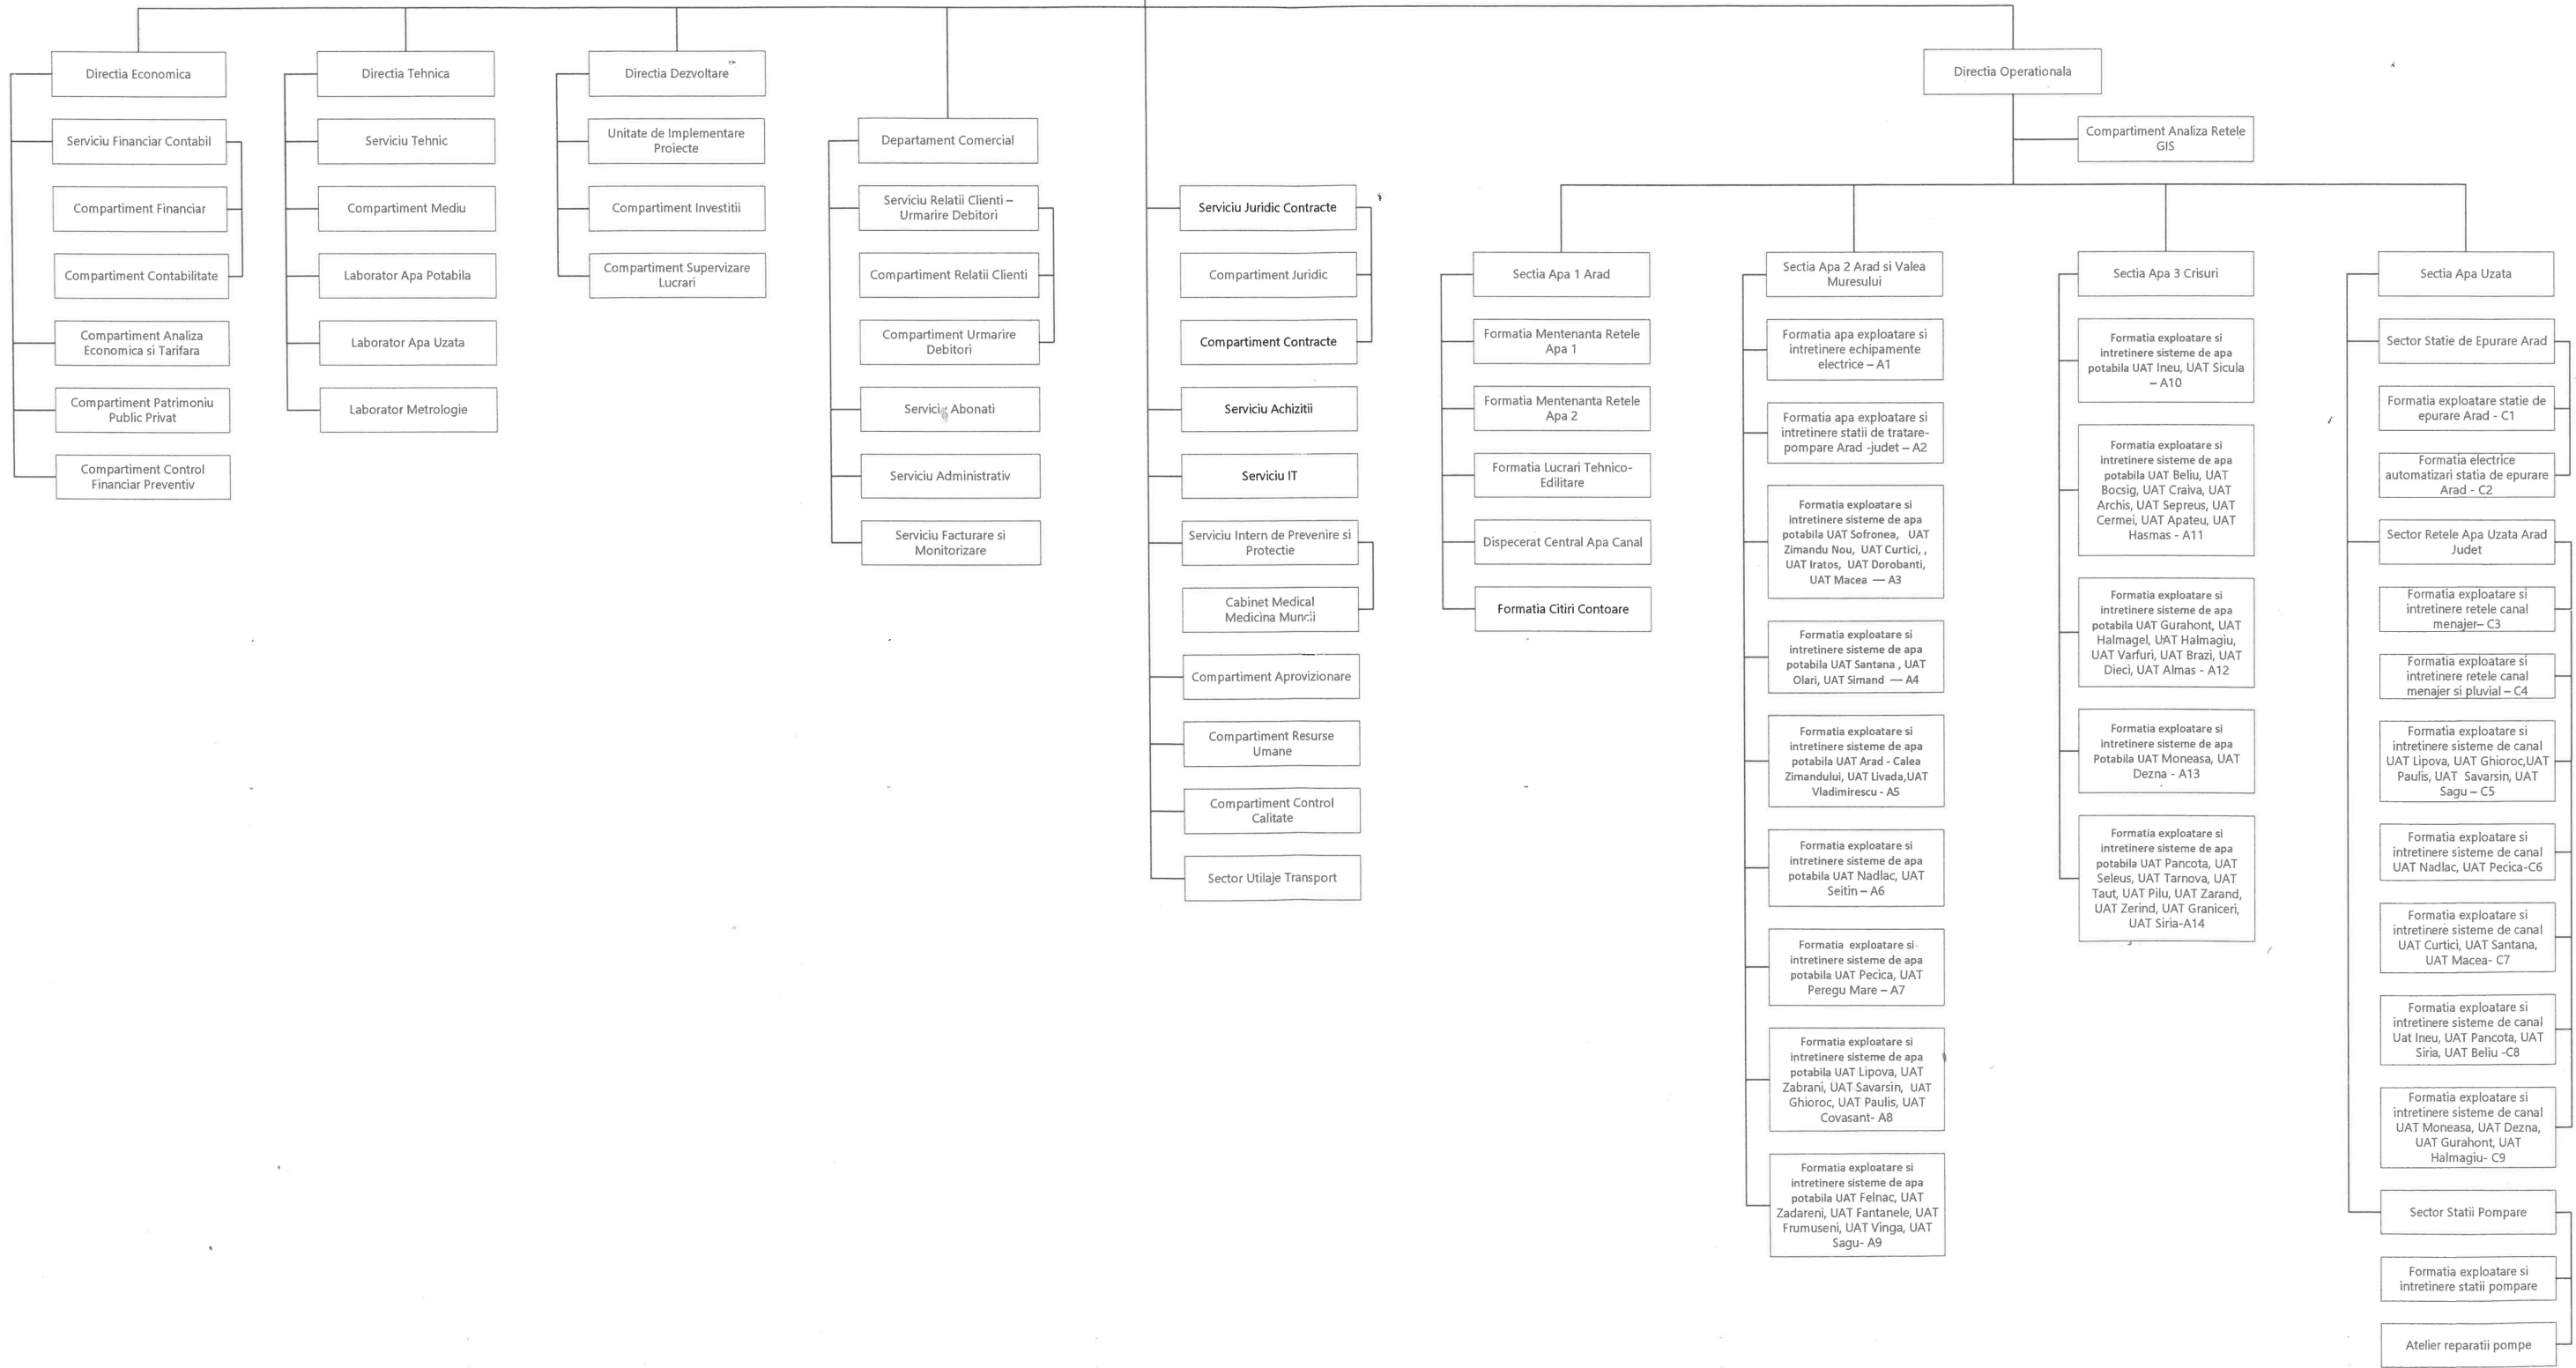 Directia Economica
Serviciu Financiar Contabil
Compartiment Financiar
Compartiment Contabilitate
Compartiment Analiza
Economica si Tarifara
Compartiment Patrimoniu
Public Privat
Compartiment Control
Financiar Preventiv
Directia Tehnica
Serviciu Tehnic
Compartiment Mediu
Laborator Apa Potabila
Laborator Apa Uzata
Laborator Metrologie
Directia Dezvoltare
Unitate de Implementare
Proiecte
Compartiment Investitii
Compartiment Supervizare
Lucrari
Departament Comercial
Serviciu Relatii Clienti –
Urmarire Debitori
Compartiment Relatii Clienti
Compartiment Urmarire
Debitori
Serviciu Abonati
Serviciu Administrativ
Serviciu Facturare si
Monitorizare
Serviciu Juridic Contracte
Compartiment Juridic
Compartiment Contracte
Serviciu Achizitii
Serviciu IT
Serviciu Intern de Prevenire si
Protectie
Cabinet Medical
Medicina Muncii
Compartiment Aprovizionare
Compartiment Resurse
Umane
Compartiment Control
Calitate
Sector Utilaje Transport
Directia Operationala
Compartiment Analiza Retele
GIS
Sectia Apa 1 Arad
Formatia Mentenanta Retele
Apa 1
Formatia Mentenanta Retele
Apa 2
Formatia Lucrari Tehnico-
Edilitare
Dispecerat Central Apa Canal
Formatia Citiri Contoare
Sectia Apa 2 Arad si Valea
Muresului
Formatia apa exploatare si
intretinere echipamente
electrice – A1
Formatia apa exploatare si
intretinere statii de tratare-
pompare Arad -judet – A2
Formatia exploatare si
intretinere sisteme de apa
potabila UAT Sofronea, UAT
Zimandu Nou, UAT Curtici, ,
UAT Iratos, UAT Dorobanti,
UAT Macea — A3
Formatia exploatare si
intretinere sisteme de apa
potabila UAT Santana , UAT
Olari, UAT Simand — A4
Formatia exploatare si
intretinere sisteme de apa
potabila UAT Arad - Calea
Zimandului, UAT Livada,UAT
Vladimirescu - A5
Formatia exploatare si
intretinere sisteme de apa
potabila UAT Nadlac, UAT
Seitin – A6
Formatia exploatare si
intretinere sisteme de apa
potabila UAT Pecica, UAT
Peregu Mare – A7
Formatia exploatare si
intretinere sisteme de apa
potabila UAT Lipova, UAT
Zabrani, UAT Savarsin, UAT
Ghioroc, UAT Paulis, UAT
Covasant- A8
Formatia exploatare si
intretinere sisteme de apa
potabila UAT Felnac, UAT
Zadareni, UAT Fantanele, UAT
Frumuseni, UAT Vinga, UAT
Sagu- A9
Sectia Apa 3 Crisuri
Formatia exploatare si
intretinere sisteme de apa
potabila UAT Ineu, UAT Sicula
– A10
Formatia exploatare si
intretinere sisteme de apa
potabila UAT Beliu, UAT
Bocsig, UAT Craiva, UAT
Archis, UAT Sepreus, UAT
Cermei, UAT Apateu, UAT
Hasmas - A11
Formatia exploatare si
intretinere sisteme de apa
potabila UAT Gurahont, UAT
Halmagel, UAT Halmagiu,
UAT Varfuri, UAT Brazi, UAT
Dieci, UAT Almas - A12
Formatia exploatare si
intretinere sisteme de apa
Potabila UAT Moneasa, UAT
Dezna - A13
Formatia exploatare si
intretinere sisteme de apa
potabila UAT Pancota, UAT
Seleus, UAT Tarnova, UAT
Taut, UAT Pilu, UAT Zarand,
UAT Zerind, UAT Graniceri,
UAT Siria-A14
Sectia Apa Uzata
Sector Statie de Epurare Arad
Formatia exploatare statie de
epurare Arad - C1
Formatia electrice
automatizari statia de epurare
Arad - C2
Sector Retele Apa Uzata Arad
Judet
Formatia exploatare si
intretinere retele canal
menajer– C3
Formatia exploatare si
intretinere retele canal
menajer si pluvial – C4
Formatia exploatare si
intretinere sisteme de canal
UAT Lipova, UAT Ghioroc,UAT
Paulis, UAT Savarsin, UAT
Sagu – C5
Formatia exploatare si
intretinere sisteme de canal
UAT Nadlac, UAT Pecica-C6
Formatia exploatare si
intretinere sisteme de canal
UAT Curtici, UAT Santana,
UAT Macea- C7
Formatia exploatare si
intretinere sisteme de canal
Uat Ineu, UAT Pancota, UAT
Siria, UAT Beliu -C8
Formatia exploatare si
intretinere sisteme de canal
UAT Moneasa, UAT Dezna,
UAT Gurahont, UAT
Halmagiu- C9
Sector Statii Pompare
Formatia exploatare si
intretinere statii pompare
Atelier reparatii pompe